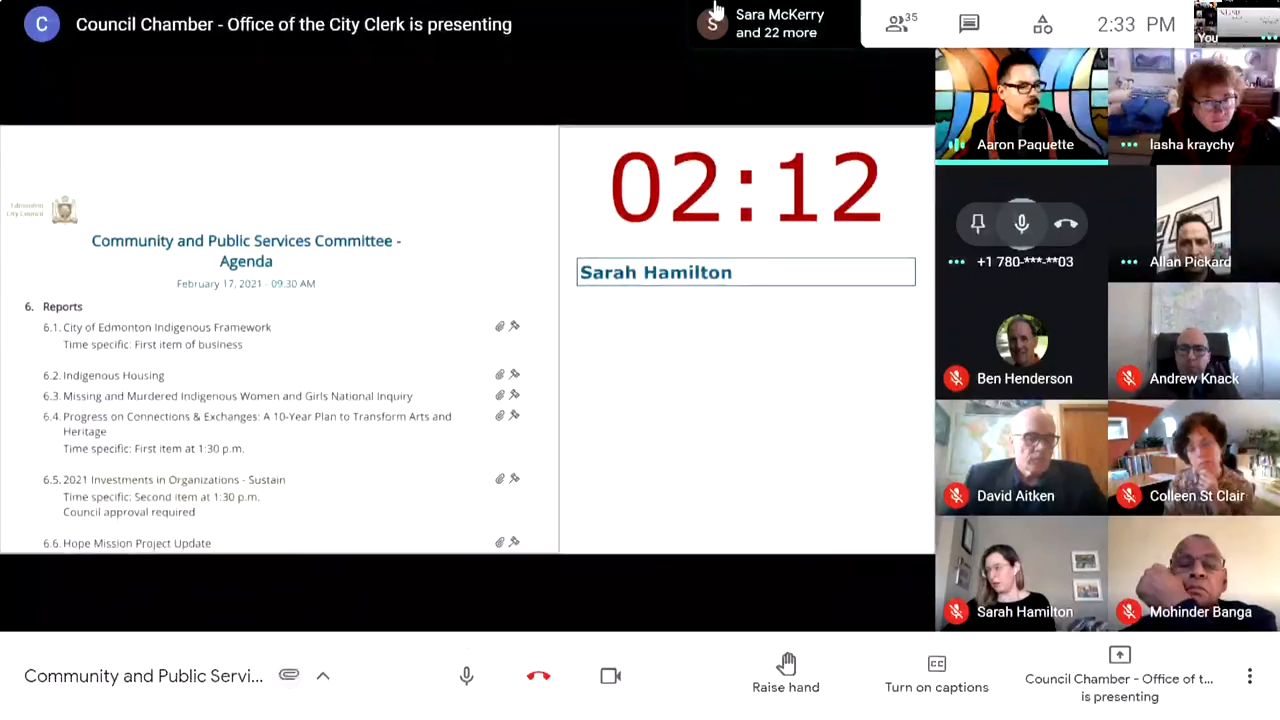 C
Council Chamber - Office of the City Clerk is presenting
S
Sara McKerry
and 22 more
35
2:33 PM
You
Edmonton
City Council
Community and Public Services Committee -
Agenda
February 17, 2021 - 09:30 AM
6. Reports
6.1. City of Edmonton Indigenous Framework
Time specific: First item of business
6.2. Indigenous Housing
6.3. Missing and Murdered Indigenous Women and Girls National Inquiry
6.4. Progress on Connections & Exchanges: A 10-Year Plan to Transform Arts and
Heritage
Time specific: First item at 1:30 p.m.
6.5. 2021 Investments in Organizations - Sustain
Time specific: Second item at 1:30 p.m.
Council approval required
6.6. Hope Mission Project Update
02:12
Sarah Hamilton
Aaron Paquette
lasha kraychy
+1 780-***-**03
Allan Pickard
Ben Henderson
Andrew Knack
David Aitken
Colleen St Clair
Sarah Hamilton
Mohinder Banga
Community and Public Servi...
Raise hand
CC
Turn on captions
Council Chamber - Office of t...
is presenting